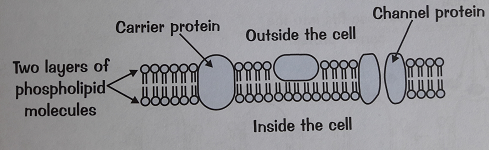 Channel protein
Carrier protein
Outside the cell
Two layers of
phospholipid
molecules
Inside the cell